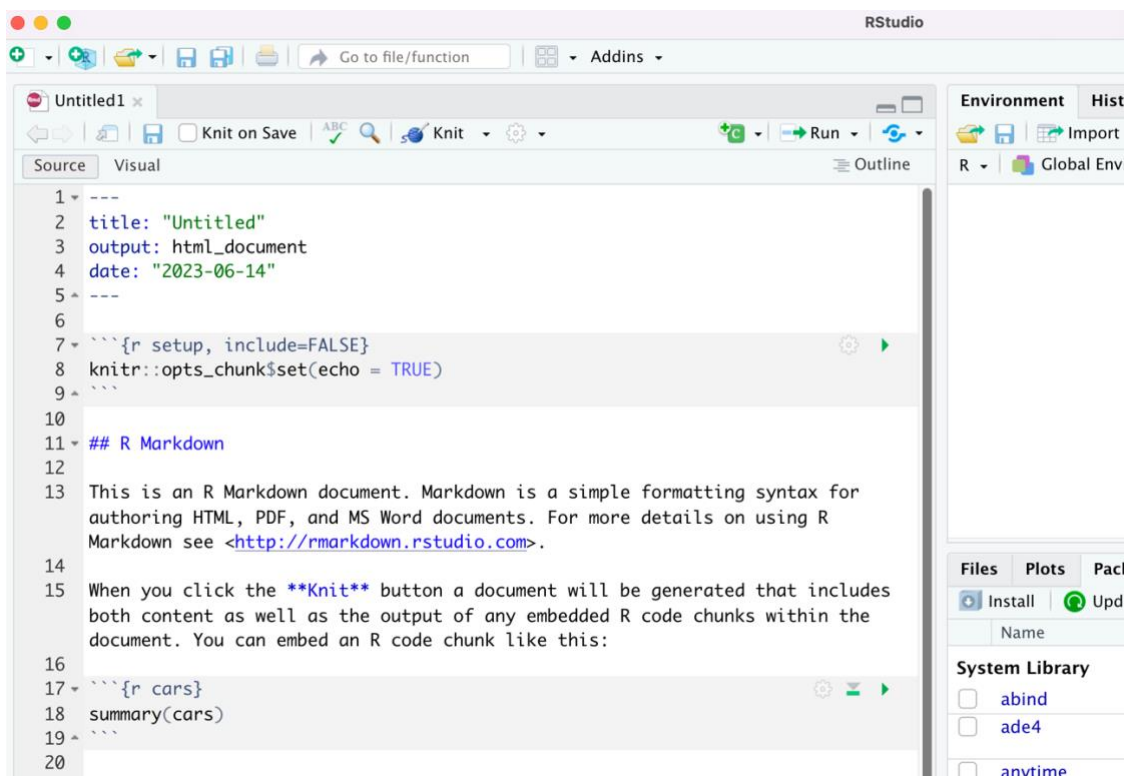 RStudio
Go to file/function
Addins
Untitled1
Knit on Save
ABC
Knit
Run
Source
Visual
Outline
1 ---
2 title: "Untitled"
3 output: html_document
4 date: "2023-06-14"
5 ---
6
7 ```{r setup, include=FALSE}
8 knitr::opts_chunk$set(echo = TRUE)
9 ```
10
11 ## R Markdown
12
13 This is an R Markdown document. Markdown is a simple formatting syntax for
authoring HTML, PDF, and MS Word documents. For more details on using R
Markdown see <http://rmarkdown.rstudio.com>.
14
15 When you click the **Knit** button a document will be generated that includes
both content as well as the output of any embedded R code chunks within the
document. You can embed an R code chunk like this:
16
17 ```{r cars}
18 summary(cars)
19 ```
20
Environment Hist
Import
R Global Env
Files Plots Pac
Install Upd
Name
System Library
abind
ade4
anytime